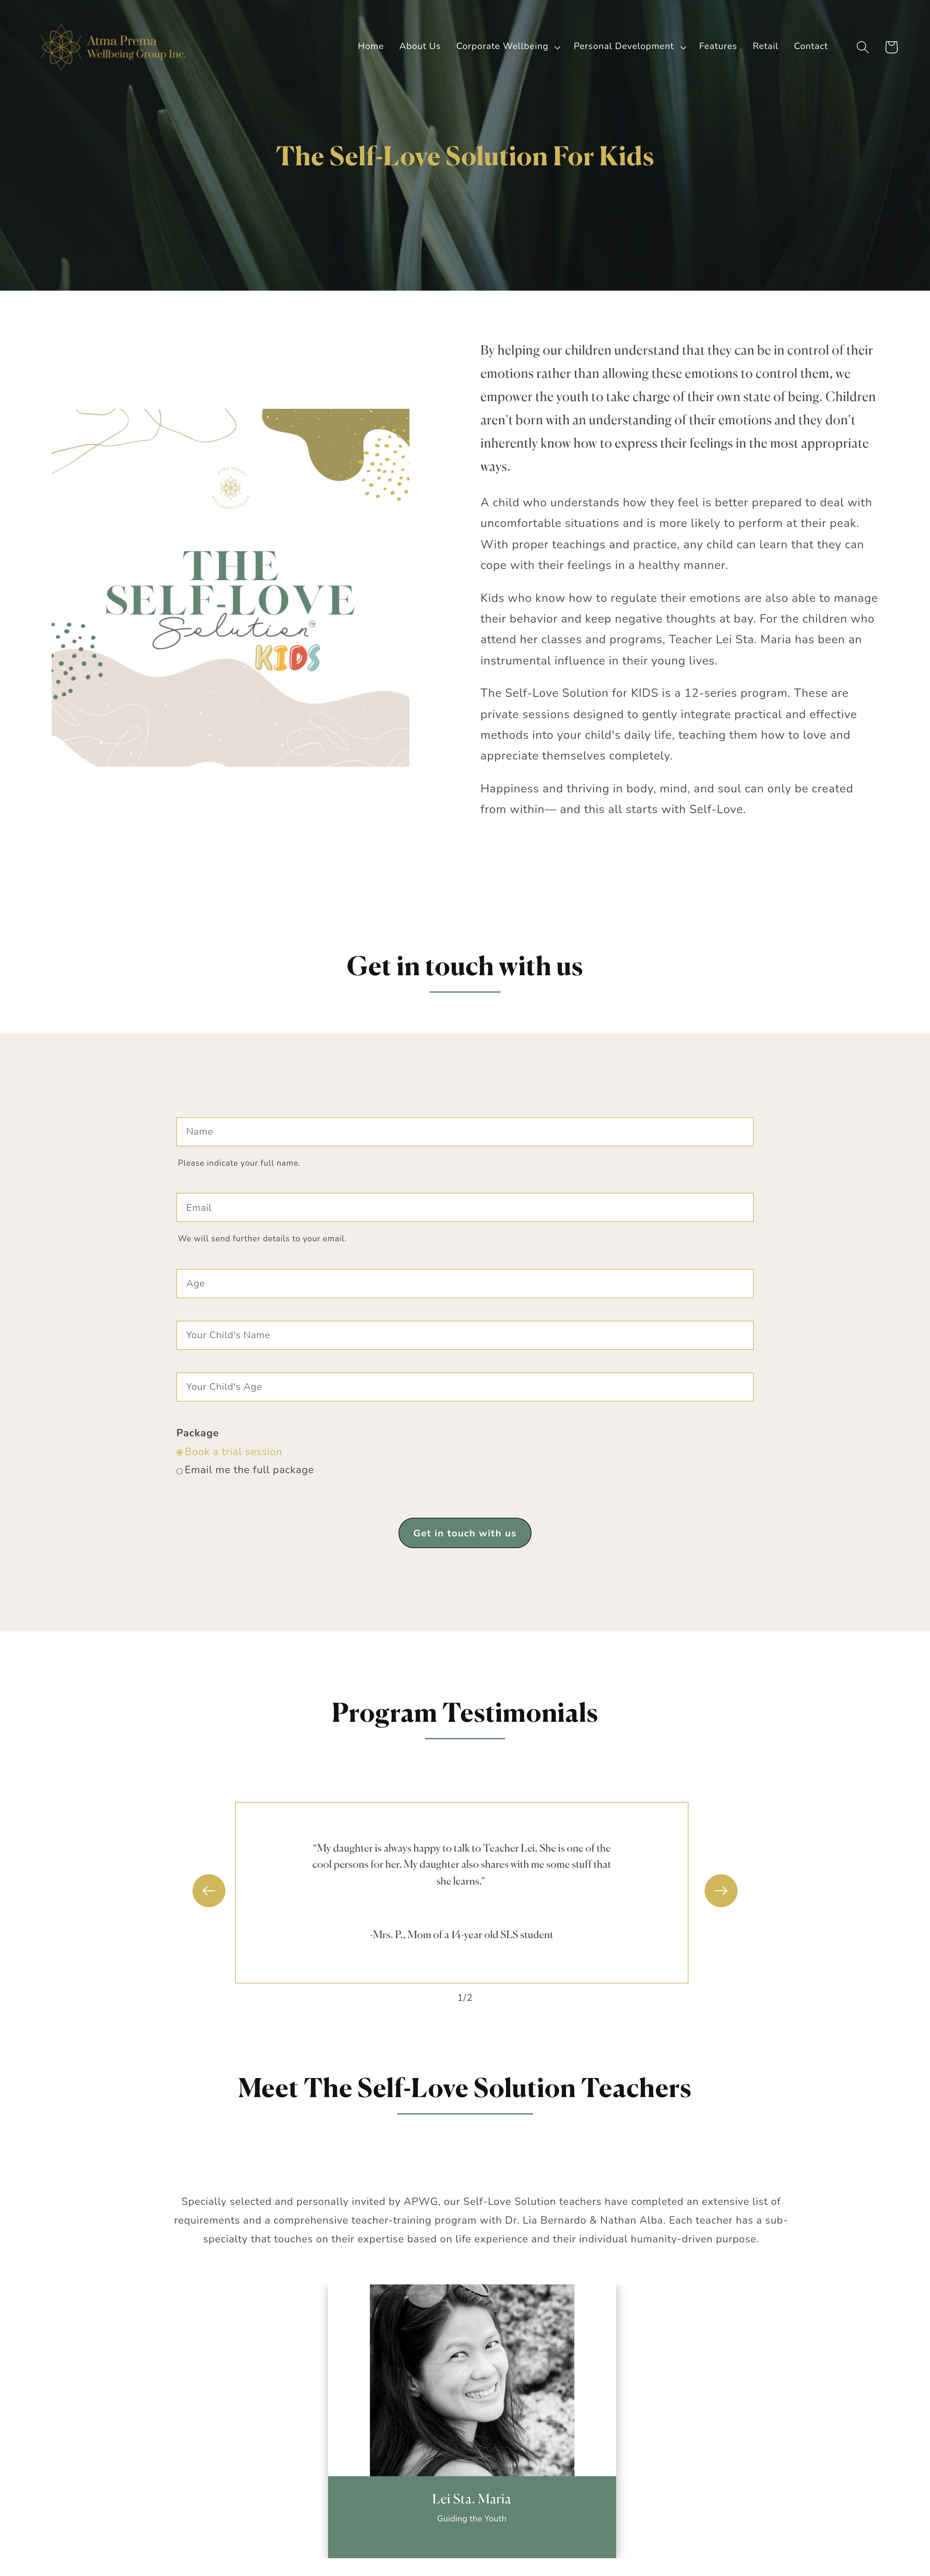 Atma Prema
Wellbeing Group Inc.
Home About Us Corporate Wellbeing Personal Development Features Retail Contact
The Self-Love Solution For Kids
By helping our children understand that they can be in control of their
emotions rather than allowing these emotions to control them, we
empower the youth to take charge of their own state of being. Children
aren't born with an understanding of their emotions and they don't
inherently know how to express their feelings in the most appropriate
ways.
A child who understands how they feel is better prepared to deal with
uncomfortable situations and is more likely to perform at their peak.
With proper teachings and practice, any child can learn that they can
cope with their feelings in a healthy manner.
Kids who know how to regulate their emotions are also able to manage
their behavior and keep negative thoughts at bay. For the children who
attend her classes and programs, Teacher Lei Sta. Maria has been an
instrumental influence in their young lives.
The Self-Love Solution for KIDS is a 12-series program. These are
private sessions designed to gently integrate practical and effective
methods into your child's daily life, teaching them how to love and
appreciate themselves completely.
Happiness and thriving in body, mind, and soul can only be created
from within— and this all starts with Self-Love.
ATMA PREMA
WELLBEING GROUP
THE
SELF-LOVE
Solution
KIDS
Get in touch with us
Name
Please indicate your full name.
Email
We will send further details to your email.
Age
Your Child's Name
Your Child's Age
Package
Book a trial session
Email me the full package
Get in touch with us
Program Testimonials
“My daughter is always happy to talk to Teacher Lei. She is one of the
cool persons for her. My daughter also shares with me some stuff that
she learns.”
-Mrs. P., Mom of a 14-year old SLS student
1/2
Meet The Self-Love Solution Teachers
Specially selected and personally invited by APWG, our Self-Love Solution teachers have completed an extensive list of
requirements and a comprehensive teacher-training program with Dr. Lia Bernardo & Nathan Alba. Each teacher has a sub-
specialty that touches on their expertise based on life experience and their individual humanity-driven purpose.
Lei Sta. Maria
Guiding the Youth